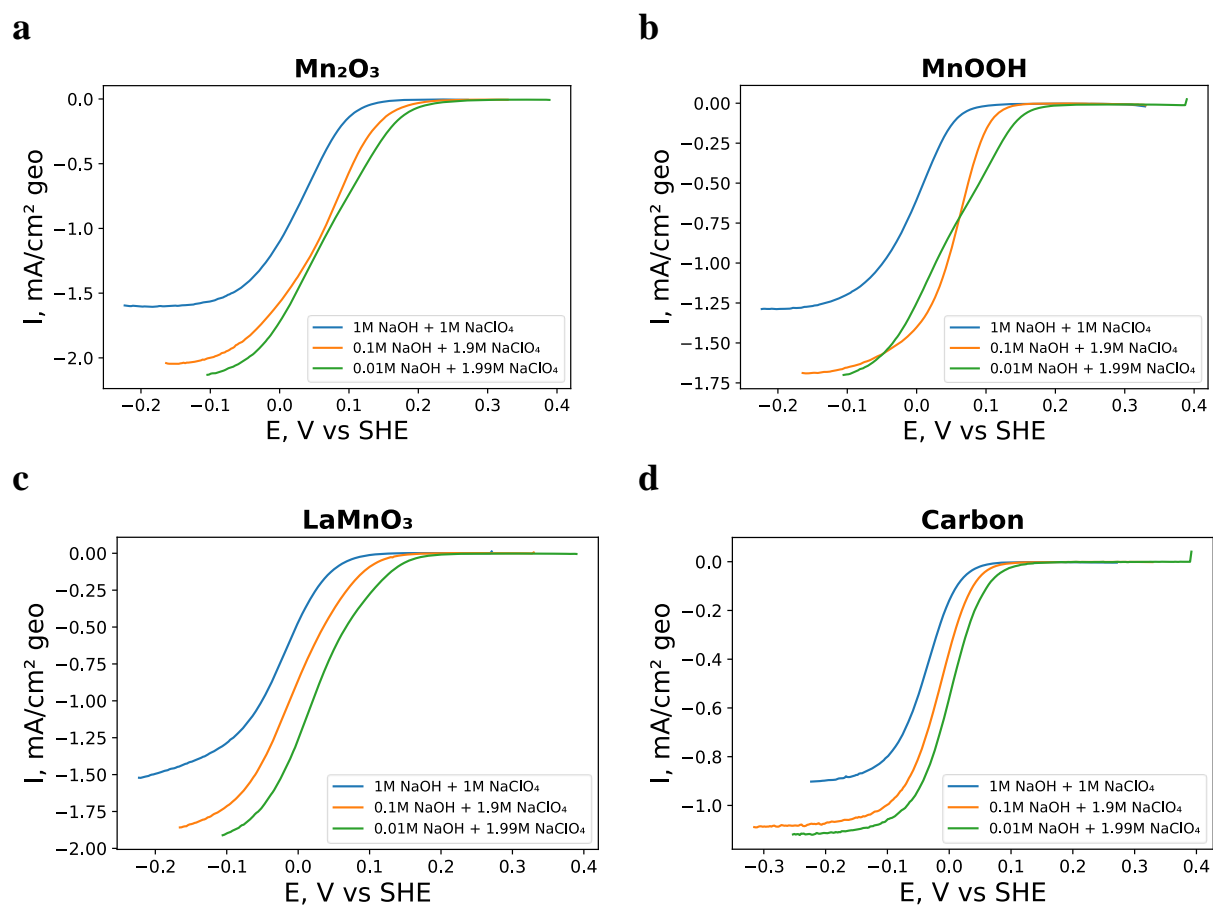 a
Mn₂O₃
I, mA/cm² geo
0.0
−0.5
−1.0
−1.5
−2.0
1M NaOH + 1M NaClO₄
0.1M NaOH + 1.9M NaClO₄
0.01M NaOH + 1.99M NaClO₄
−0.2 −0.1 0.0 0.1 0.2 0.3 0.4
E, V vs SHE
b
MnOOH
I, mA/cm² geo
0.00
−0.25
−0.50
−0.75
−1.00
−1.25
−1.50
−1.75
1M NaOH + 1M NaClO₄
0.1M NaOH + 1.9M NaClO₄
0.01M NaOH + 1.99M NaClO₄
−0.2 −0.1 0.0 0.1 0.2 0.3 0.4
E, V vs SHE
c
LaMnO₃
I, mA/cm² geo
0.00
−0.25
−0.50
−0.75
−1.00
−1.25
−1.50
−1.75
−2.00
1M NaOH + 1M NaClO₄
0.1M NaOH + 1.9M NaClO₄
0.01M NaOH + 1.99M NaClO₄
−0.2 −0.1 0.0 0.1 0.2 0.3 0.4
E, V vs SHE
d
Carbon
I, mA/cm² geo
0.0
−0.2
−0.4
−0.6
−0.8
−1.0
1M NaOH + 1M NaClO₄
0.1M NaOH + 1.9M NaClO₄
0.01M NaOH + 1.99M NaClO₄
−0.3 −0.2 −0.1 0.0 0.1 0.2 0.3 0.4
E, V vs SHE